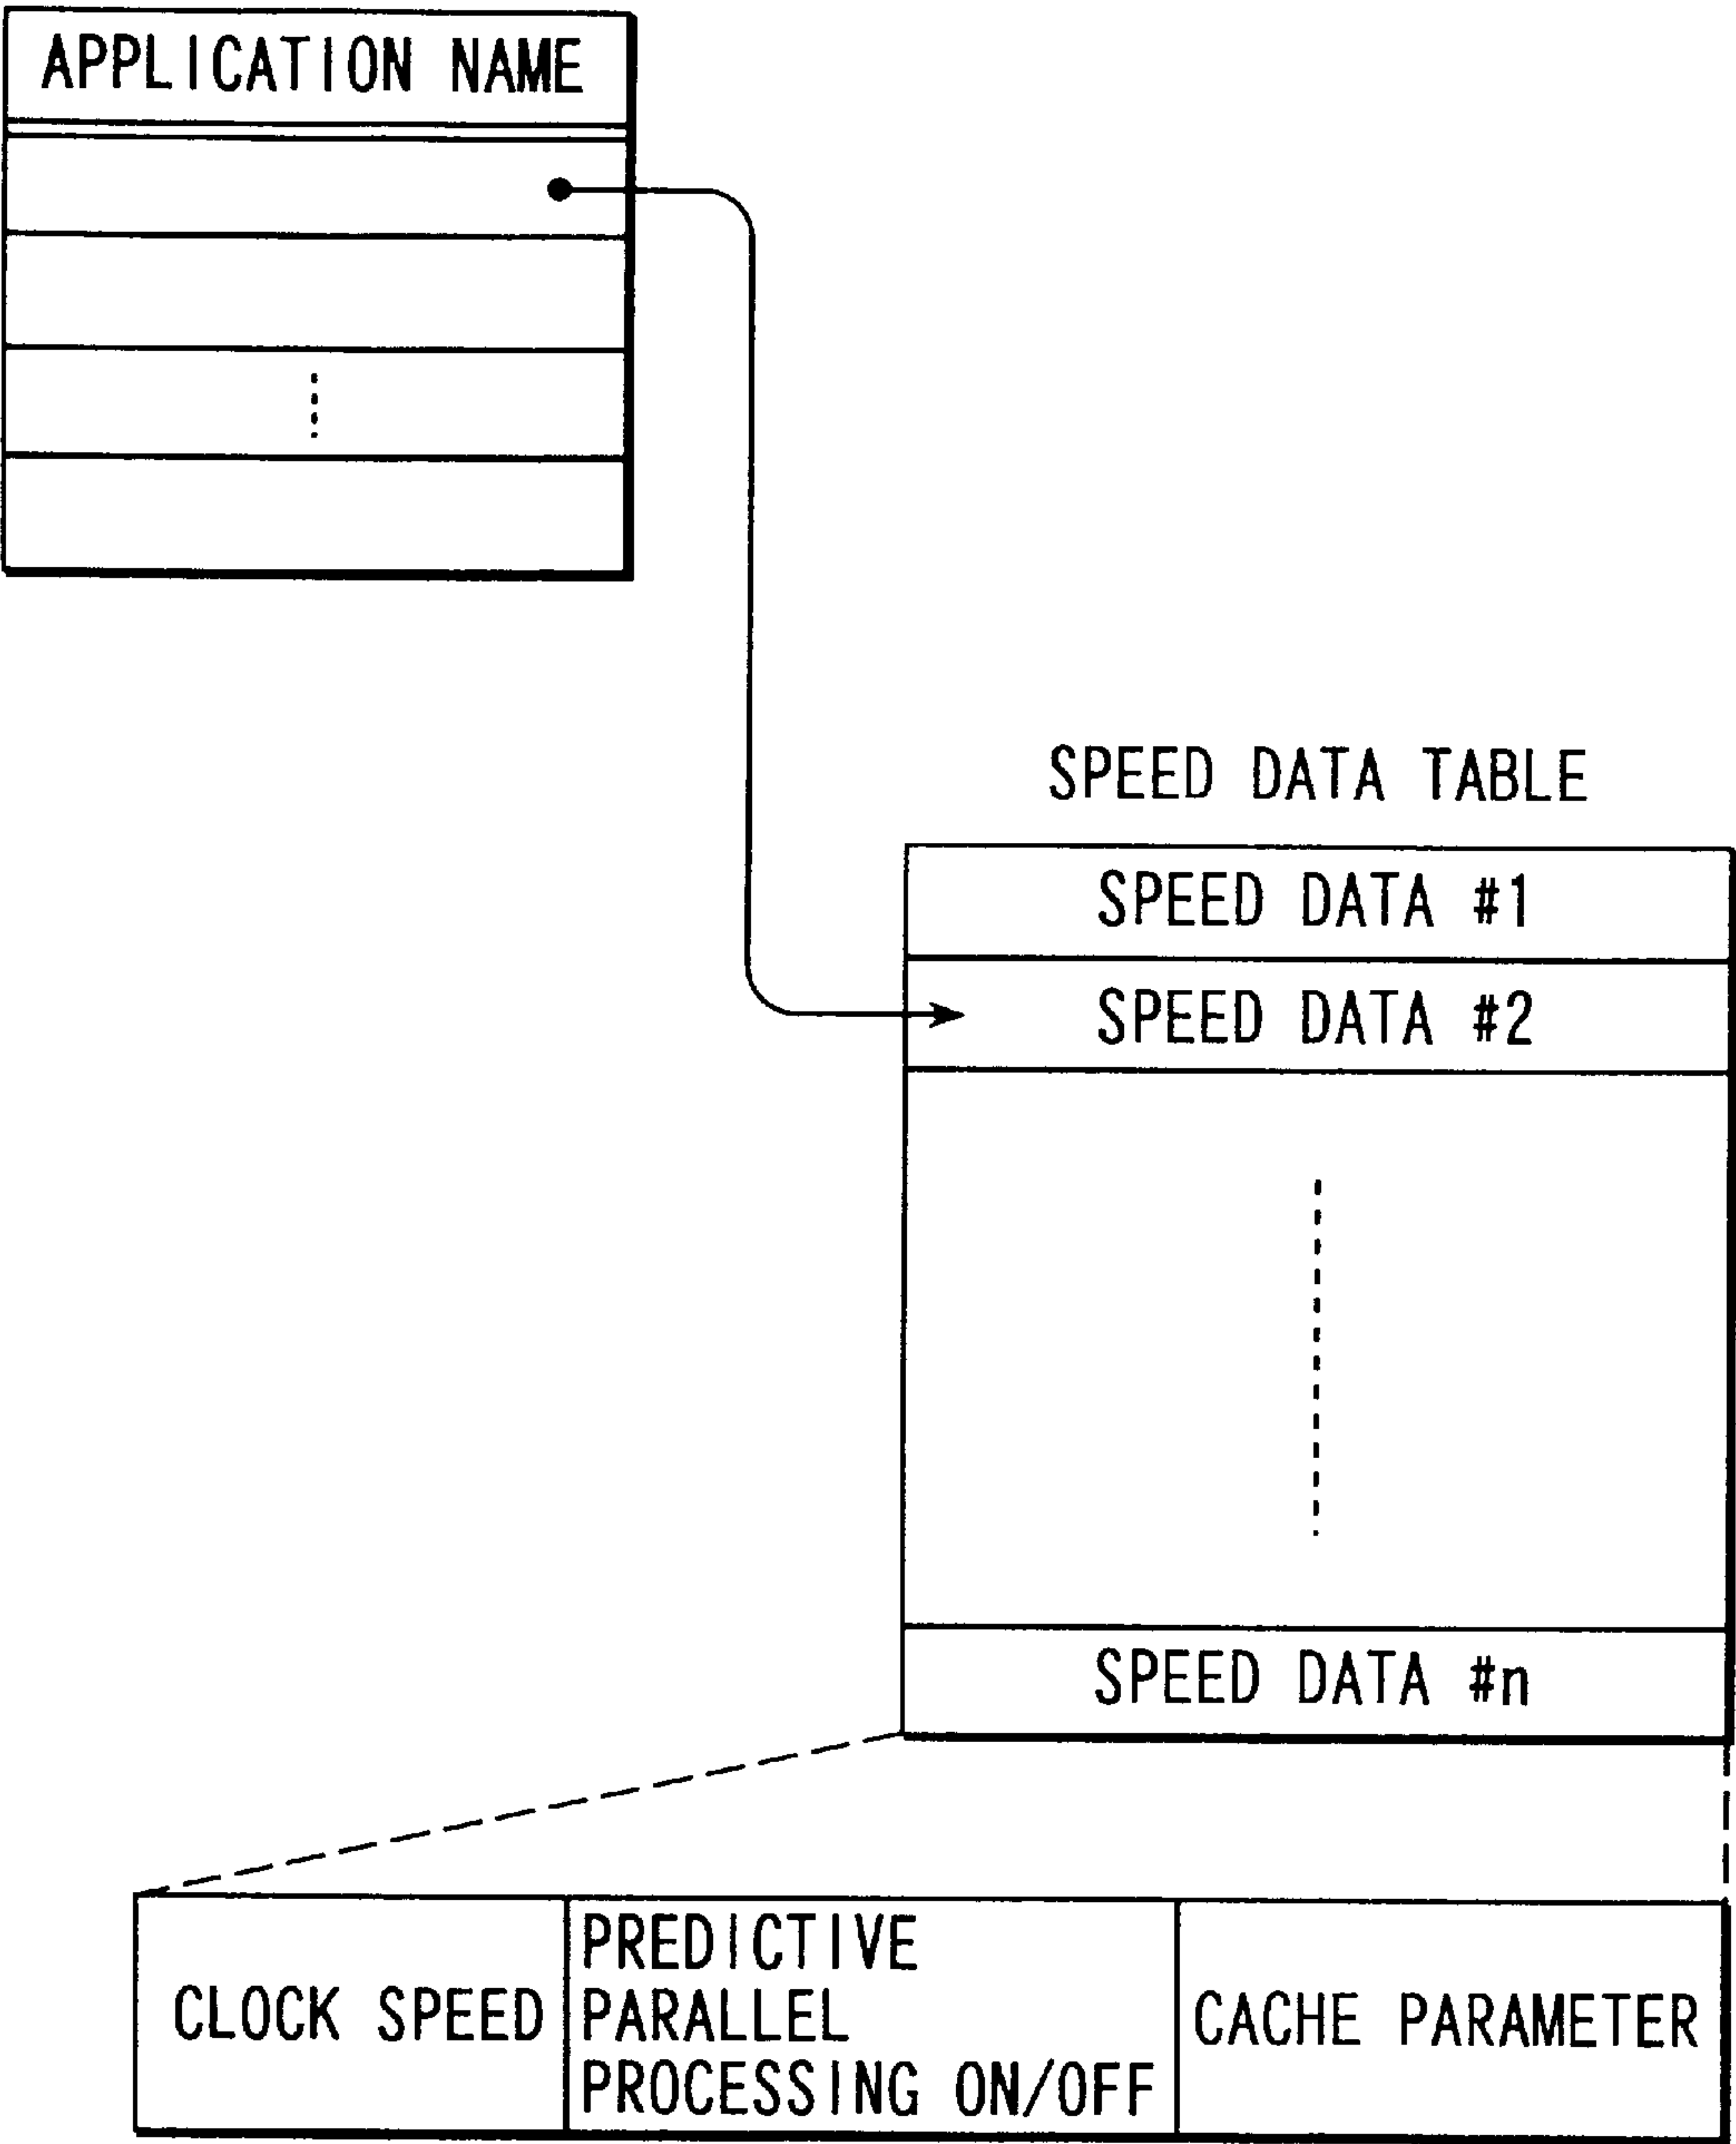 APPLICATION NAME
SPEED DATA TABLE
SPEED DATA #1
SPEED DATA #2
SPEED DATA #n
CLOCK SPEED
PREDICTIVE
PARALLEL
PROCESSING ON/OFF
CACHE PARAMETER